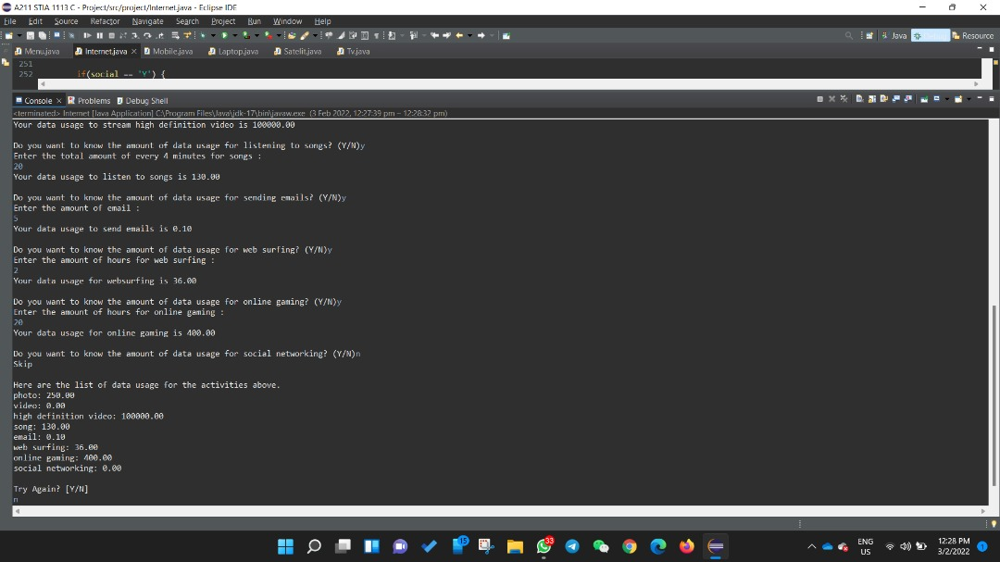 A211 STIA 1113 C - Project/src/project/Internet.java - Eclipse IDE
File Edit Source Refactor Navigate Search Project Run Window Help
Java Resource
Menu.java Internet.java Mobile.java Laptop.java Satelit.java Tv.java
251
252 if(social == 'Y') {
Console Problems Debug Shell
<terminated> Internet [Java Application] C:\Program Files\Java\jdk-17\bin\javaw.exe (3 Feb 2022, 12:27:39 pm – 12:28:32 pm)
Your data usage to stream high definition video is 100000.00
Do you want to know the amount of data usage for listening to songs? (Y/N)y
Enter the total amount of every 4 minutes for songs :
20
Your data usage to listen to songs is 130.00
Do you want to know the amount of data usage for sending emails? (Y/N)y
Enter the amount of email :
5
Your data usage to send emails is 0.10
Do you want to know the amount of data usage for web surfing? (Y/N)y
Enter the amount of hours for web surfing :
2
Your data usage for websurfing is 36.00
Do you want to know the amount of data usage for online gaming? (Y/N)y
Enter the amount of hours for online gaming :
20
Your data usage for online gaming is 400.00
Do you want to know the amount of data usage for social networking? (Y/N)n
Skip
Here are the list of data usage for the activities above.
photo: 250.00
video: 0.00
high definition video: 100000.00
song: 130.00
email: 0.10
web surfing: 36.00
online gaming: 400.00
social networking: 0.00
Try Again? [Y/N]
n
15
33
ENG
US
12:28 PM
3/2/2022
1